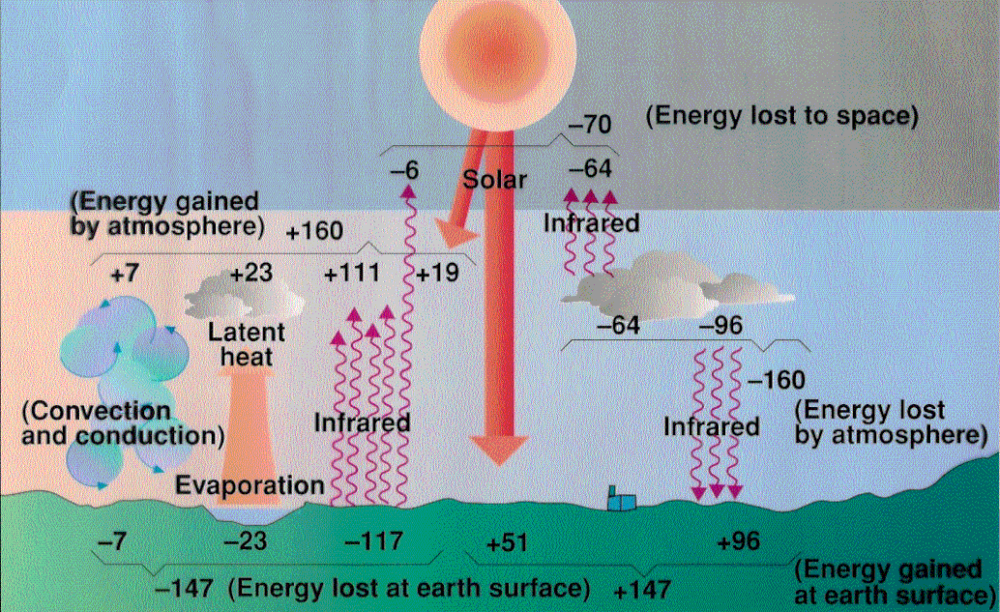 –70 (Energy lost to space)
–6 Solar –64
(Energy gained
by atmosphere) +160
Infrared
+7 +23 +111 +19
Latent
heat
–64 –96
–160
(Convection
and conduction)
Infrared
Infrared
(Energy lost
by atmosphere)
Evaporation
–7 –23 –117 +51 +96
–147 (Energy lost at earth surface) +147
(Energy gained
at earth surface)